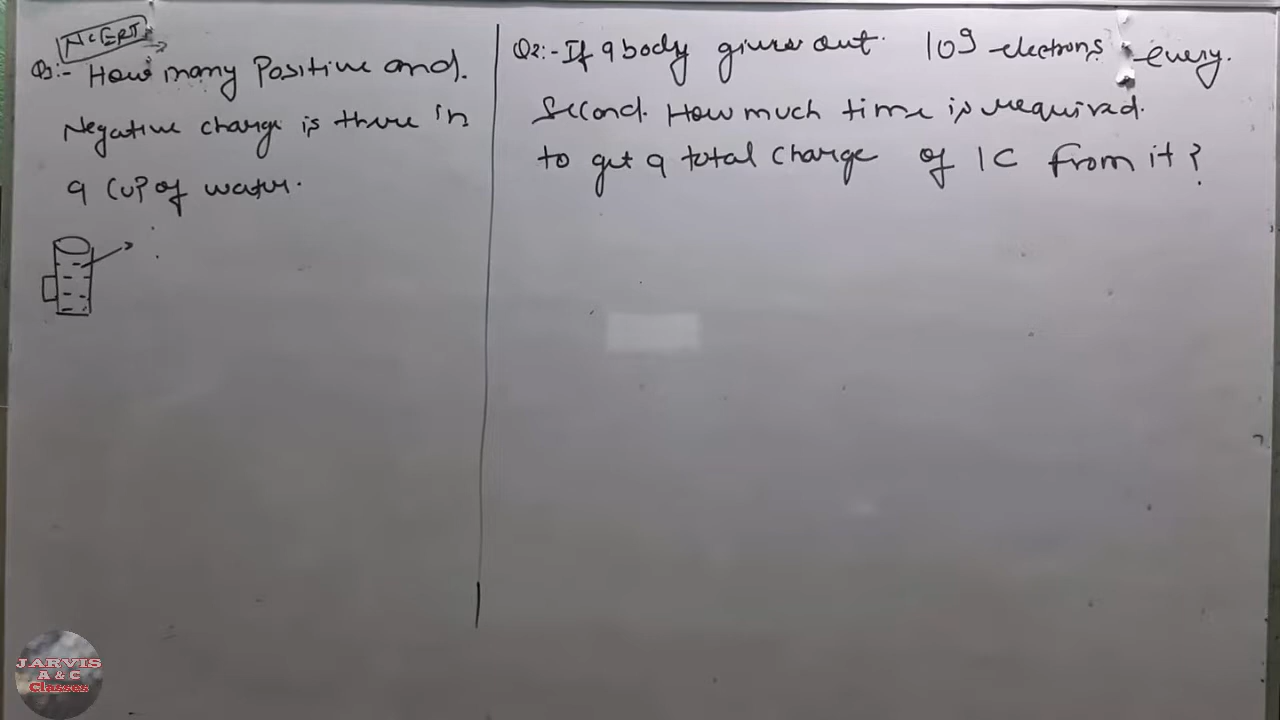 NCERT
Q1:- How many Positive and.
Negative charge is there in
a cup of water.
Q2:- If a body gives out 10⁹ electrons every.
Second. How much time is required.
to get a total charge of 1C from it?
JARVIS
A & C
Classes